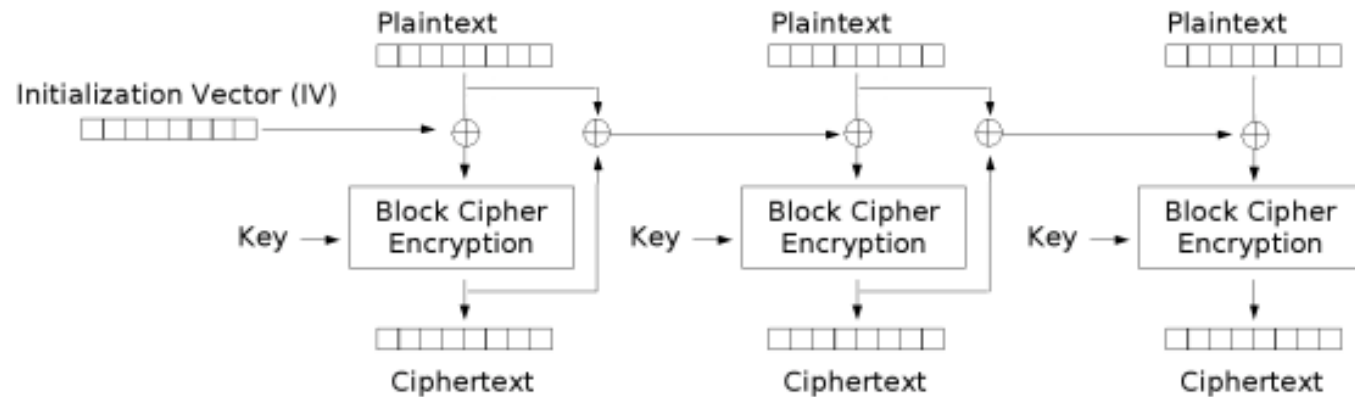 Plaintext
Plaintext
Plaintext
Initialization Vector (IV)
Key
Block Cipher
Encryption
Key
Block Cipher
Encryption
Key
Block Cipher
Encryption
Ciphertext
Ciphertext
Ciphertext